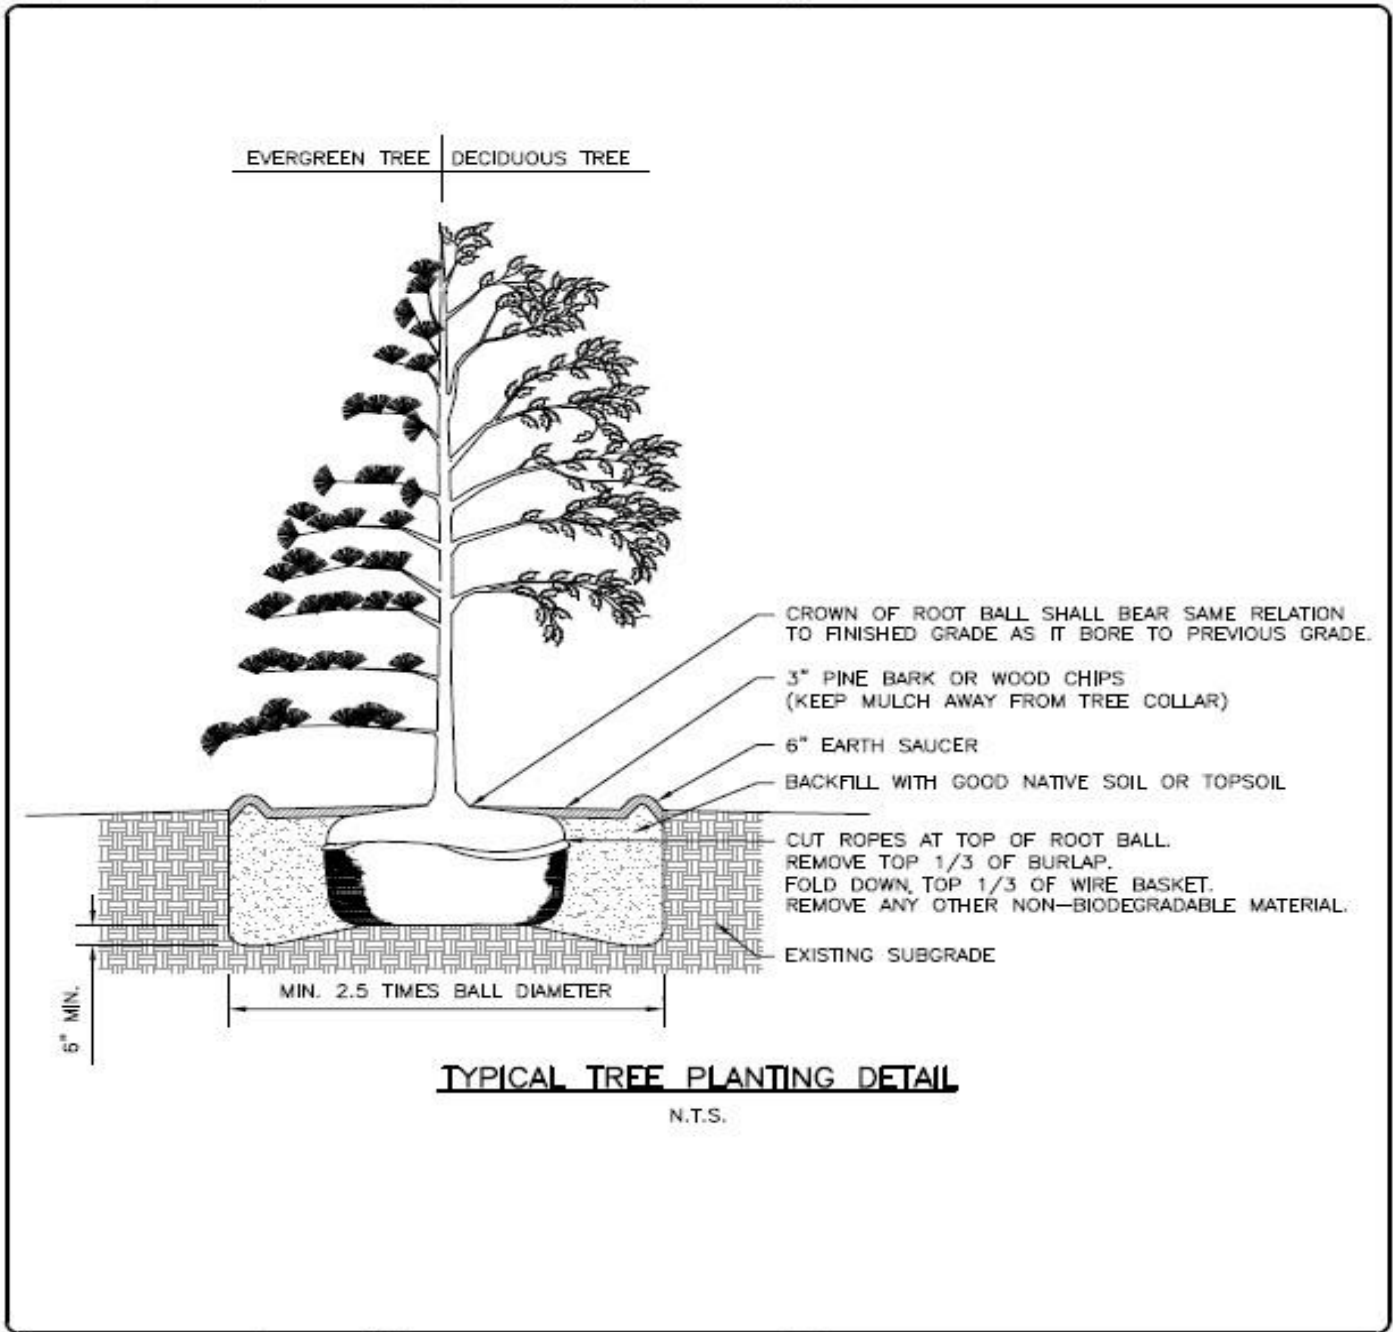 EVERGREEN TREE DECIDUOUS TREE
CROWN OF ROOT BALL SHALL BEAR SAME RELATION
TO FINISHED GRADE AS IT BORE TO PREVIOUS GRADE.
3" PINE BARK OR WOOD CHIPS
(KEEP MULCH AWAY FROM TREE COLLAR)
6" EARTH SAUCER
BACKFILL WITH GOOD NATIVE SOIL OR TOPSOIL
CUT ROPES AT TOP OF ROOT BALL.
REMOVE TOP 1/3 OF BURLAP.
FOLD DOWN TOP 1/3 OF WIRE BASKET.
REMOVE ANY OTHER NON-BIODEGRADABLE MATERIAL.
EXISTING SUBGRADE
MIN. 2.5 TIMES BALL DIAMETER
6" MIN.
TYPICAL TREE PLANTING DETAIL
N.T.S.